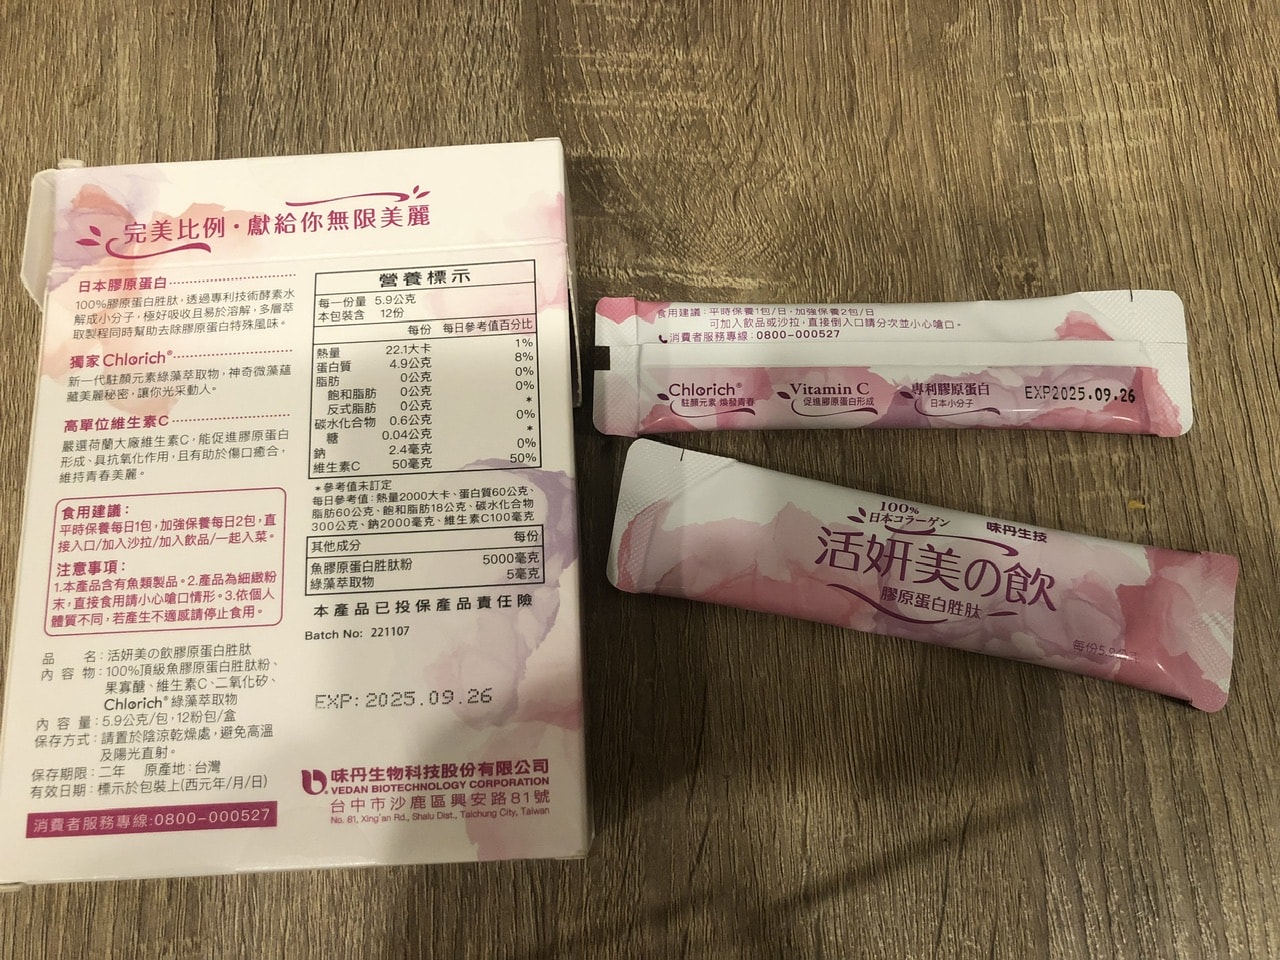 完美比例·獻給你無限美麗
日本膠原蛋白
100%膠原蛋白胜肽，透過專利技術酵素水
解成小分子，極好吸收且易於溶解，多層萃
取製程同時幫助去除膠原蛋白特殊風味。
獨家 Chlorich®
新一代駐顏元素綠藻萃取物，神奇微藻蘊
藏美麗秘密，讓你光采動人。
高單位維生素C
嚴選荷蘭大廠維生素C，能促進膠原蛋白
形成、具抗氧化作用，且有助於傷口癒合，
維持青春美麗。
食用建議：
平時保養每日1包，加強保養每日2包，直
接入口/加入沙拉/加入飲品/一起入菜。
注意事項：
1.本產品含有魚類製品。2.產品為細緻粉
末，直接食用請小心嗆口情形。3.依個人
體質不同，若產生不適感請停止食用。
品 名：活妍美の飲膠原蛋白胜肽
內 容 物：100%頂級魚膠原蛋白胜肽粉、
果寡醣、維生素C、二氧化矽、
Chlorich®綠藻萃取物
內 容 量：5.9公克/包，12粉包/盒
保存方式：請置於陰涼乾燥處，避免高溫
及陽光直射。
保存期限：二年 原產地：台灣
有效日期：標示於包裝上(西元年/月/日)
消費者服務專線:0800-000527
營養標示
每一份量 5.9公克
本包裝含 12份
每份 每日參考值百分比
熱量 22.1大卡 1%
蛋白質 4.9公克 8%
脂肪 0公克 0%
飽和脂肪 0公克 0%
反式脂肪 0公克 *
碳水化合物 0.6公克 0%
糖 0.04公克 *
鈉 2.4毫克 0%
維生素C 50毫克 50%
*參考值未訂定
每日參考值：熱量2000大卡、蛋白質60公克、
脂肪60公克、飽和脂肪18公克、碳水化合物
300公克、鈉2000毫克、維生素C100毫克
其他成分 每份
魚膠原蛋白胜肽粉 5000毫克
綠藻萃取物 5毫克
本產品已投保產品責任險
Batch No: 221107
EXP:2025.09.26
味丹生物科技股份有限公司
VEDAN BIOTECHNOLOGY CORPORATION
台中市沙鹿區興安路81號
No. 81, Xing'an Rd., Shalu Dist., Taichung City, Taiwan
食用建議：平時保養1包/日，加強保養2包/日；
可加入飲品或沙拉，直接倒入口請分次並小心嗆口。
消費者服務專線：0800-000527
Chlorich®
駐顏元素 煥發青春
Vitamin C
促進膠原蛋白形成
專利膠原蛋白
日本小分子
EXP2025.09.26
100%
日本コラーゲン
味丹生技
活妍美の飲
膠原蛋白胜肽
每份5.9公克